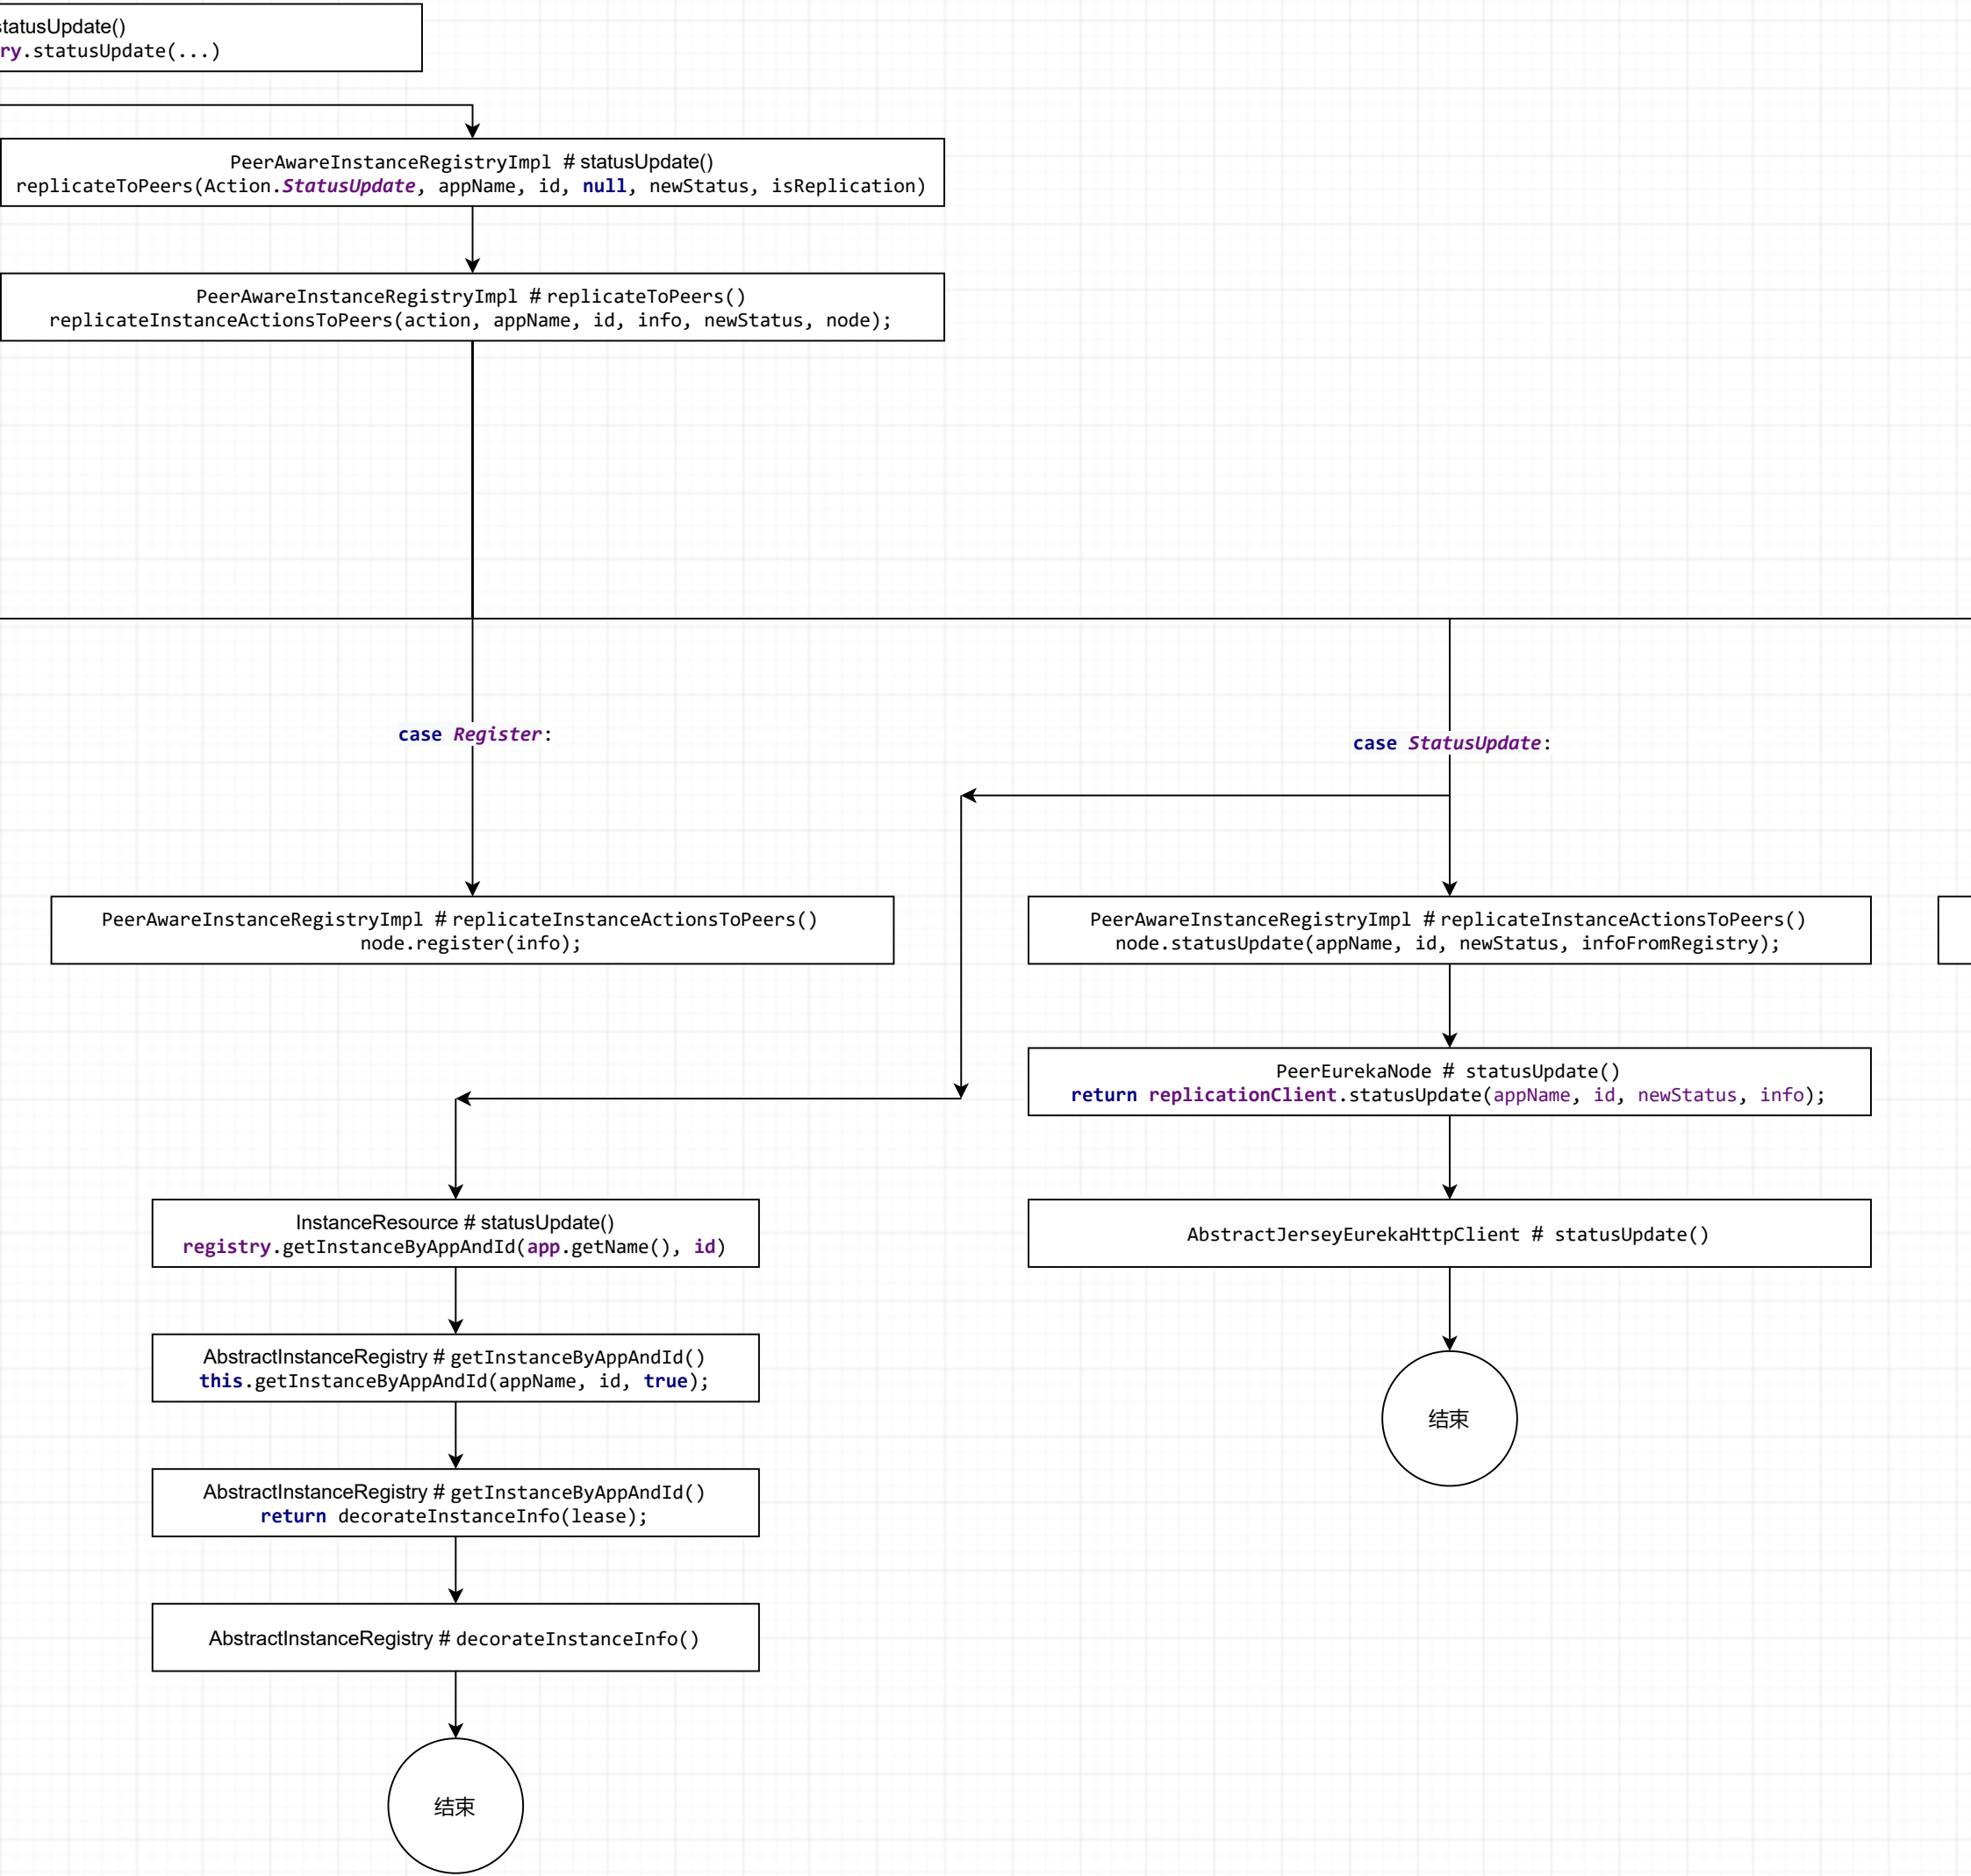 statusUpdate()
ry.statusUpdate(...)
PeerAwareInstanceRegistryImpl # statusUpdate()
replicateToPeers(Action.StatusUpdate, appName, id, null, newStatus, isReplication)
PeerAwareInstanceRegistryImpl # replicateToPeers()
replicateInstanceActionsToPeers(action, appName, id, info, newStatus, node);
case Register:
case StatusUpdate:
PeerAwareInstanceRegistryImpl # replicateInstanceActionsToPeers()
node.register(info);
PeerAwareInstanceRegistryImpl # replicateInstanceActionsToPeers()
node.statusUpdate(appName, id, newStatus, infoFromRegistry);
PeerEurekaNode # statusUpdate()
return replicationClient.statusUpdate(appName, id, newStatus, info);
InstanceResource # statusUpdate()
registry.getInstanceByAppAndId(app.getName(), id)
AbstractJerseyEurekaHttpClient # statusUpdate()
AbstractInstanceRegistry # getInstanceByAppAndId()
this.getInstanceByAppAndId(appName, id, true);
结束
AbstractInstanceRegistry # getInstanceByAppAndId()
return decorateInstanceInfo(lease);
AbstractInstanceRegistry # decorateInstanceInfo()
结束